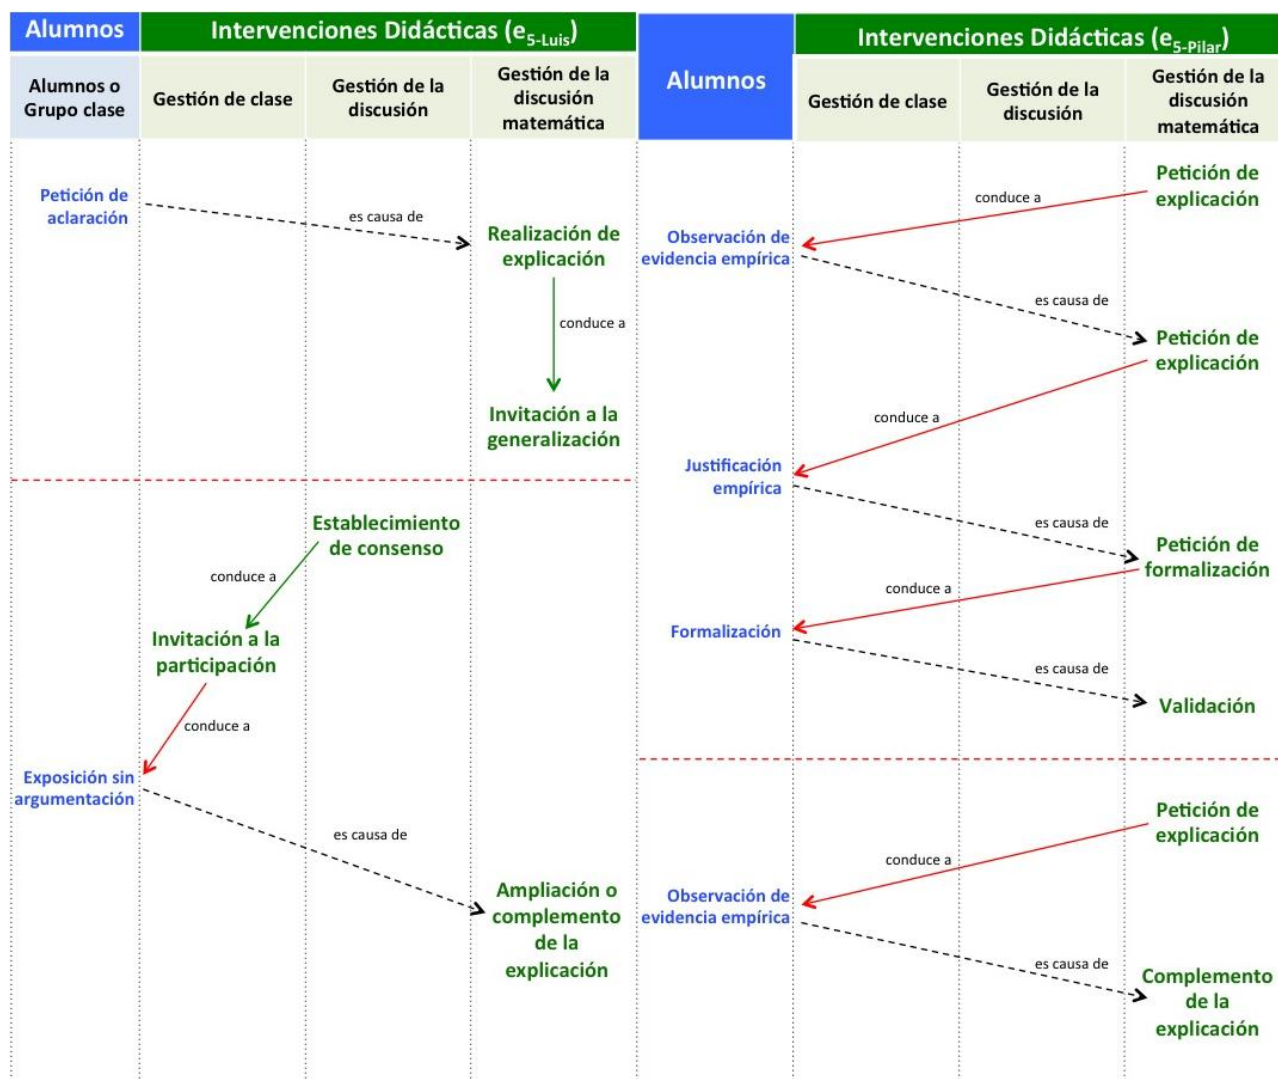 Alumnos
Intervenciones Didácticas (e5-Luis)
Alumnos o
Grupo clase
Gestión de clase
Gestión de la
discusión
Gestión de la
discusión
matemática
Petición de
aclaración
es causa de
Realización de
explicación
conduce a
Invitación a la
generalización
Establecimiento
de consenso
conduce a
Invitación a la
participación
conduce a
Exposición sin
argumentación
es causa de
Ampliación o
complemento
de la
explicación
Alumnos
Intervenciones Didácticas (e5-Pilar)
Gestión de clase
Gestión de la
discusión
Gestión de la
discusión
matemática
Petición de
explicación
conduce a
Observación de
evidencia empírica
es causa de
Petición de
explicación
conduce a
Justificación
empírica
es causa de
Petición de
formalización
conduce a
Formalización
es causa de
Validación
Petición de
explicación
conduce a
Observación de
evidencia empírica
es causa de
Complemento
de la
explicación